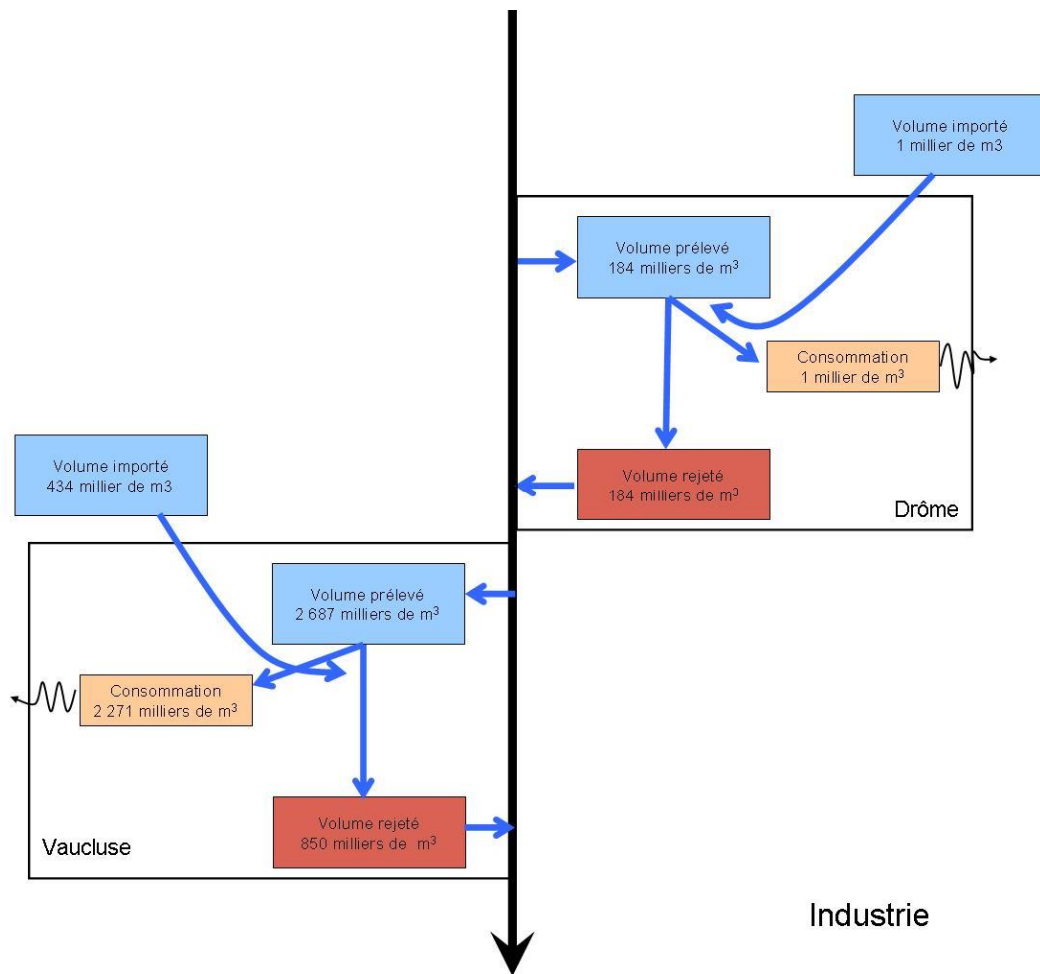 Volume importé
1 millier de m3
Volume prélevé
184 milliers de m³
Consommation
1 millier de m³
Volume rejeté
184 milliers de m³
Drôme
Volume importé
434 millier de m3
Volume prélevé
2 687 milliers de m³
Consommation
2 271 milliers de m³
Volume rejeté
850 milliers de m³
Vaucluse
Industrie